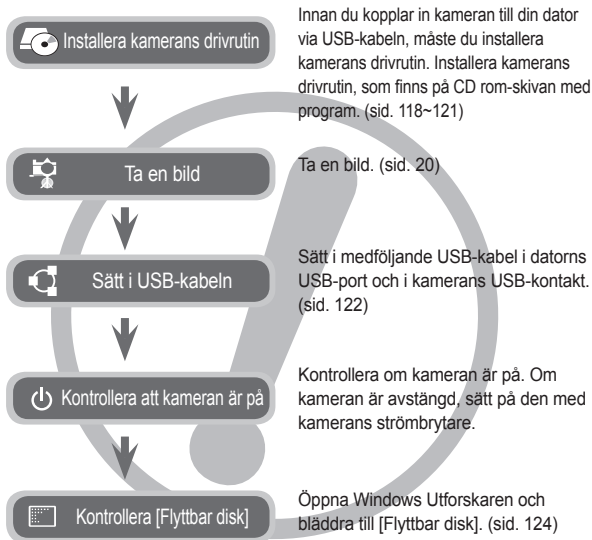 Installera kamerans drivrutin
Innan du kopplar in kameran till din dator
via USB-kabeln, måste du installera
kamerans drivrutin. Installera kamerans
drivrutin, som finns på CD rom-skivan med
program. (sid. 118~121)
Ta en bild
Ta en bild. (sid. 20)
Sätt i USB-kabeln
Sätt i medföljande USB-kabel i datorns
USB-port och i kamerans USB-kontakt.
(sid. 122)
Kontrollera att kameran är på
Kontrollera om kameran är på. Om
kameran är avstängd, sätt på den med
kamerans strömbrytare.
Kontrollera [Flyttbar disk]
Öppna Windows Utforskaren och
bläddra till [Flyttbar disk]. (sid. 124)